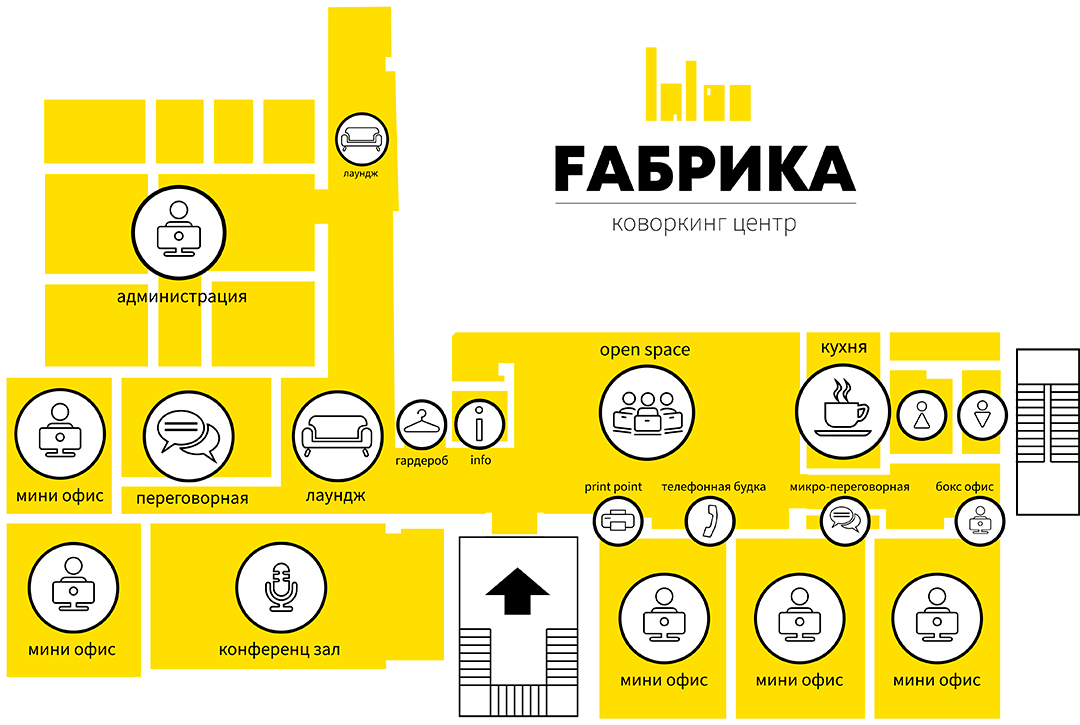 FАБРИКА
коворкинг центр
лаундж
администрация
open space
кухня
гардероб
info
мини офис
переговорная
лаундж
print point
телефонная будка
микро-переговорная
бокс офис
мини офис
конференц зал
мини офис
мини офис
мини офис